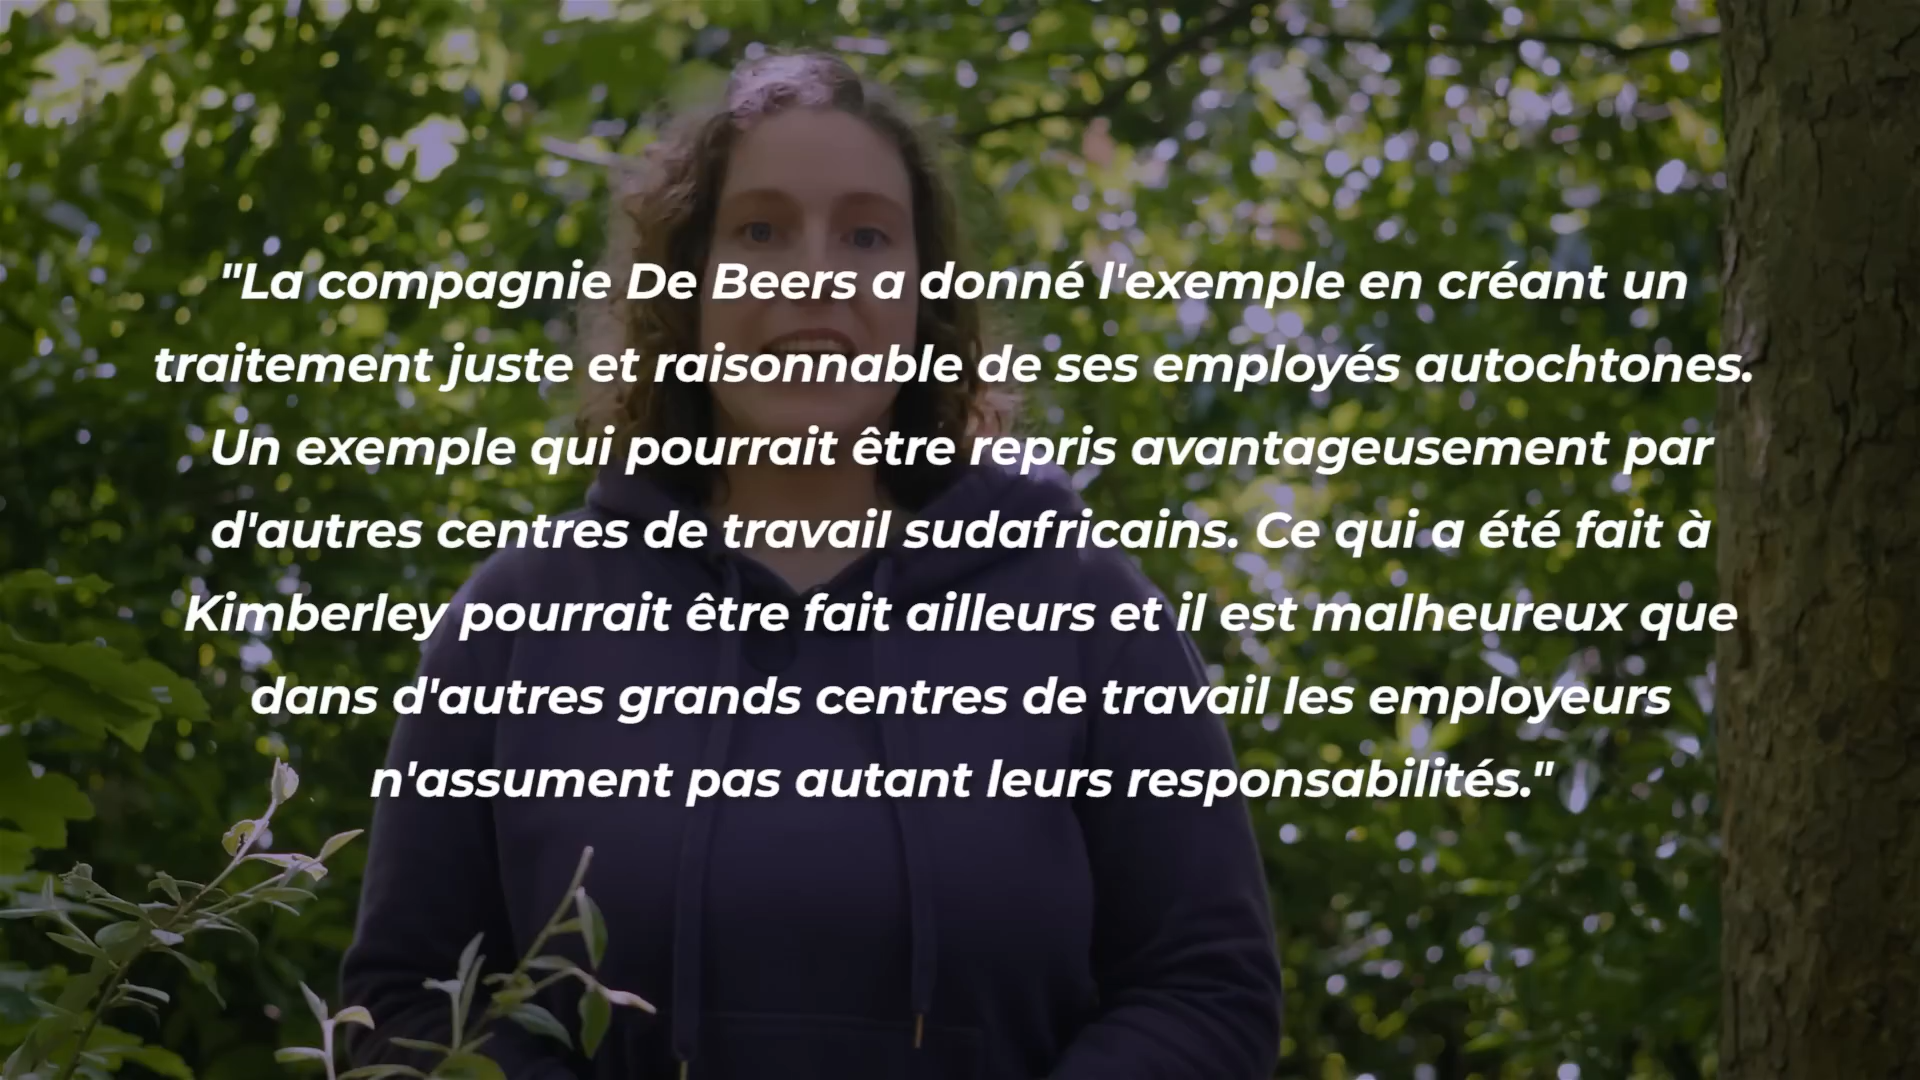 "La compagnie De Beers a donné l'exemple en créant un
traitement juste et raisonnable de ses employés autochtones.
Un exemple qui pourrait être repris avantageusement par
d'autres centres de travail sudafricains. Ce qui a été fait à
Kimberley pourrait être fait ailleurs et il est malheureux que
dans d'autres grands centres de travail les employeurs
n'assument pas autant leurs responsabilités."